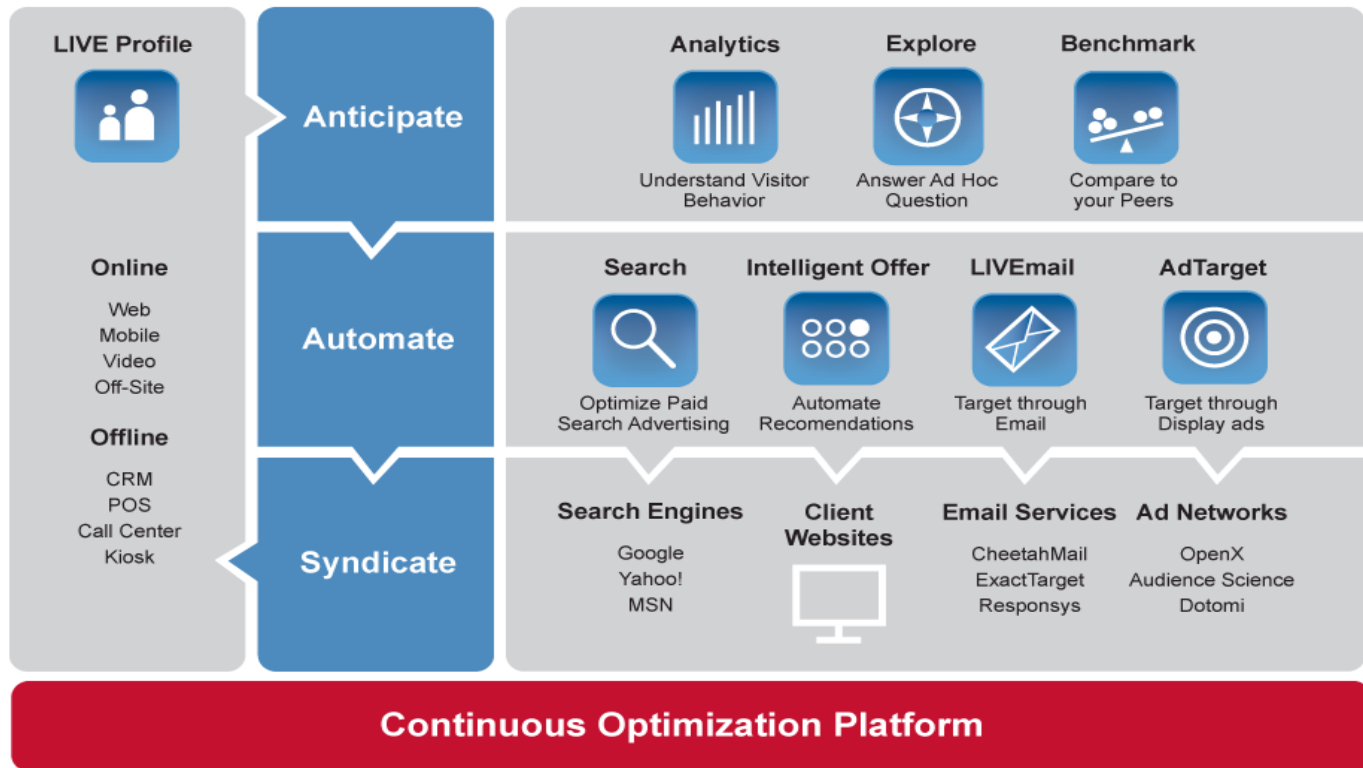 LIVE Profile
Online
Web
Mobile
Video
Off-Site
Offline
CRM
POS
Call Center
Kiosk
Anticipate
Automate
Syndicate
Analytics
Understand Visitor
Behavior
Explore
Answer Ad Hoc
Question
Benchmark
Compare to
your Peers
Search
Optimize Paid
Search Advertising
Intelligent Offer
Automate
Recomendations
LIVEmail
Target through
Email
AdTarget
Target through
Display ads
Search Engines
Google
Yahoo!
MSN
Client
Websites
Email Services
CheetahMail
ExactTarget
Responsys
Ad Networks
OpenX
Audience Science
Dotomi
Continuous Optimization Platform